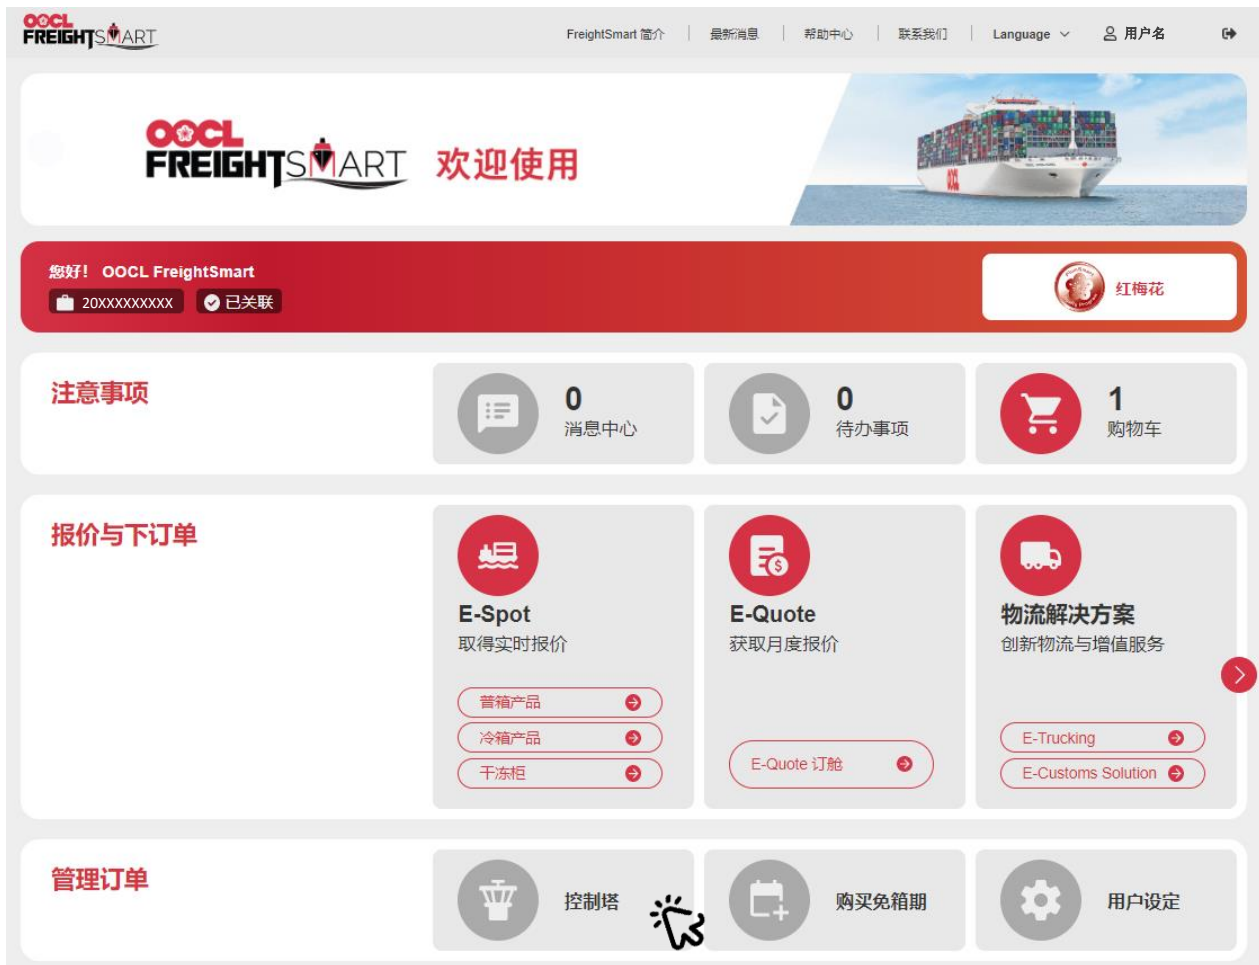 OOCL
FREIGHTSMART
FreightSmart 简介
最新消息
帮助中心
联系我们
Language
用户名
OOCL
FREIGHTSMART
欢迎使用
您好！ OOCL FreightSmart
20XXXXXXXXX
已关联
红梅花
注意事项
0
消息中心
0
待办事项
1
购物车
报价与下订单
E-Spot
取得实时报价
普箱产品
冷箱产品
干冻柜
E-Quote
获取月度报价
E-Quote 订舱
物流解决方案
创新物流与增值服务
E-Trucking
E-Customs Solution
管理订单
控制塔
购买免箱期
用户设定